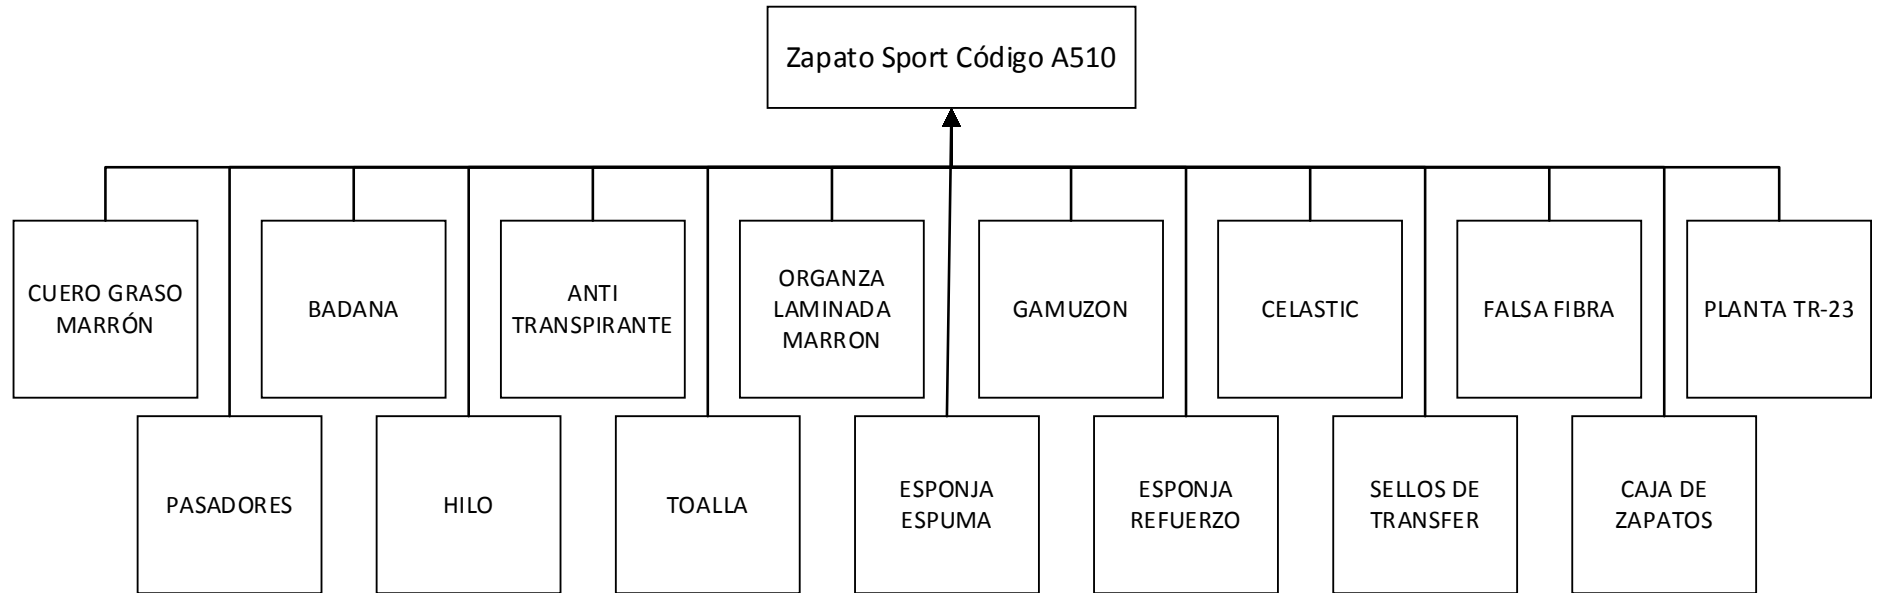 Zapato Sport Código A510
CUERO GRASO
MARRÓN
BADANA
ANTI
TRANSPIRANTE
ORGANZA
LAMINADA
MARRON
GAMUZON
CELASTIC
FALSA FIBRA
PLANTA TR-23
PASADORES
HILO
TOALLA
ESPONJA
ESPUMA
ESPONJA
REFUERZO
SELLOS DE
TRANSFER
CAJA DE
ZAPATOS